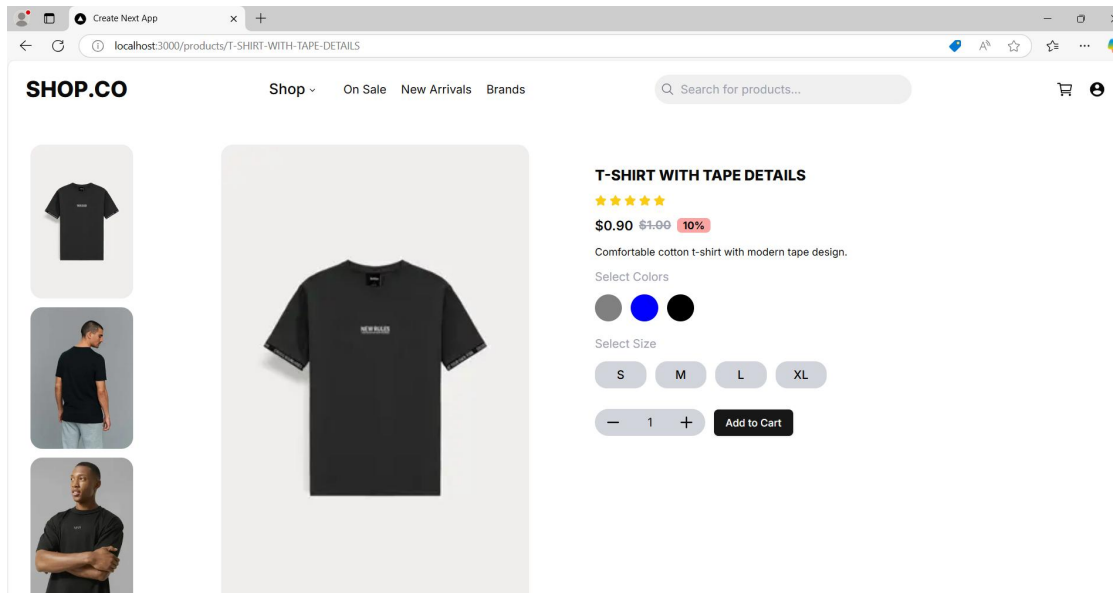 Create Next App
localhost:3000/products/T-SHIRT-WITH-TAPE-DETAILS
SHOP.CO
Shop
On Sale
New Arrivals
Brands
Search for products...
T-SHIRT WITH TAPE DETAILS
$0.90 $1.00 10%
Comfortable cotton t-shirt with modern tape design.
Select Colors
Select Size
S M L XL
1
Add to Cart
NEW RULES